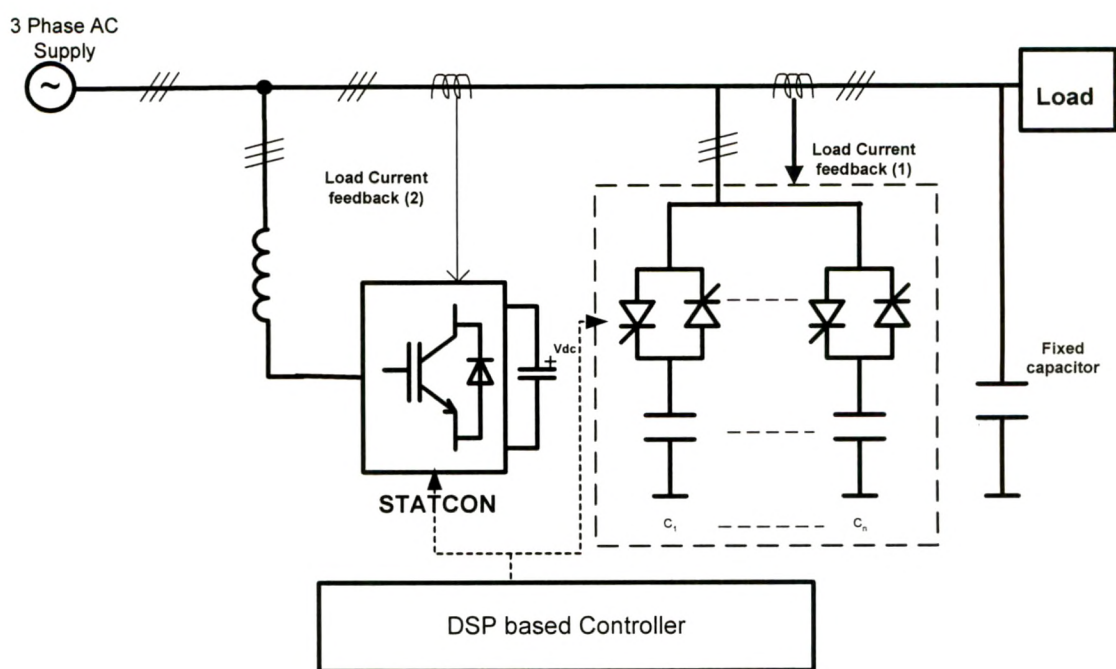 3 Phase AC
Supply
~
Load
Load Current
feedback (1)
Load Current
feedback (2)
+
Vdc
Fixed
capacitor
STATCON
C1
Cn
DSP based Controller